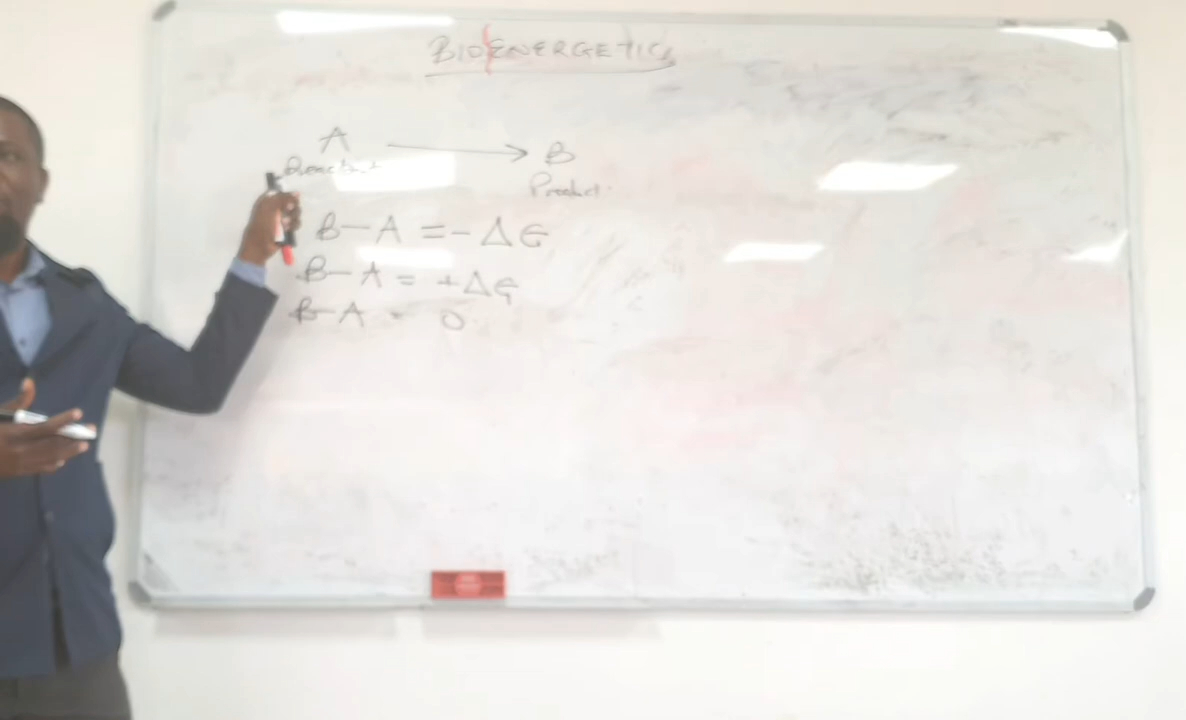 BIOENERGETICS
A → B
Reactant Product
B - A = - ΔG
B - A = + ΔG
B - A = 0